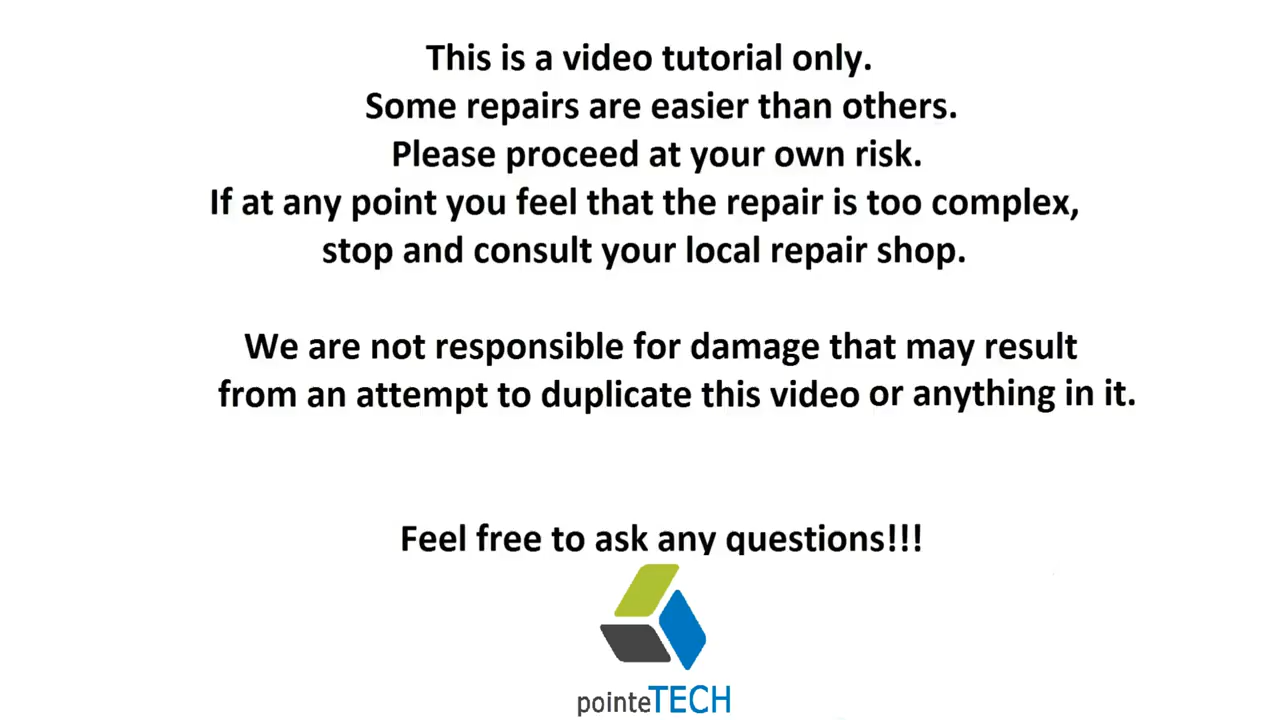 This is a video tutorial only.
Some repairs are easier than others.
Please proceed at your own risk.
If at any point you feel that the repair is too complex,
stop and consult your local repair shop.
We are not responsible for damage that may result
from an attempt to duplicate this video or anything in it.
Feel free to ask any questions!!!
pointeTECH